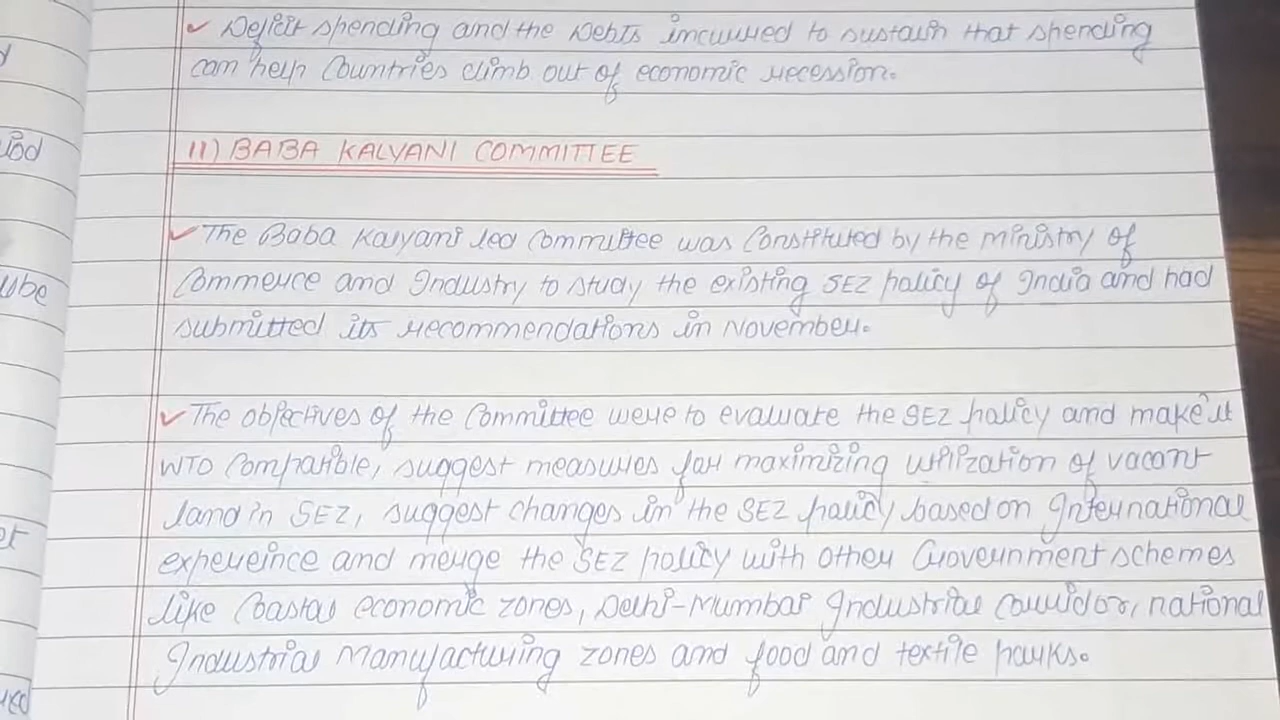 ✓ Deficit spending and the Debts incurred to sustain that spending
can help Countries climb out of economic recession.
11) BABA KALYANI COMMITTEE
✓ The Baba Kalyani led Committee was Constituted by the ministry of
Commerce and Industry to study the existing SEZ policy of India and had
submitted its recommendations in November.
✓ The objectives of the Committee were to evaluate the SEZ policy and make it
WTO Compatible, suggest measures for maximizing utilization of vacant
land in SEZ, suggest changes in the SEZ policy based on International
expereince and merge the SEZ policy with other Government schemes
like Coastal economic zones, Delhi-Mumbai Industrial Corridor, national
Industrial Manufacturing zones and food and textile parks.